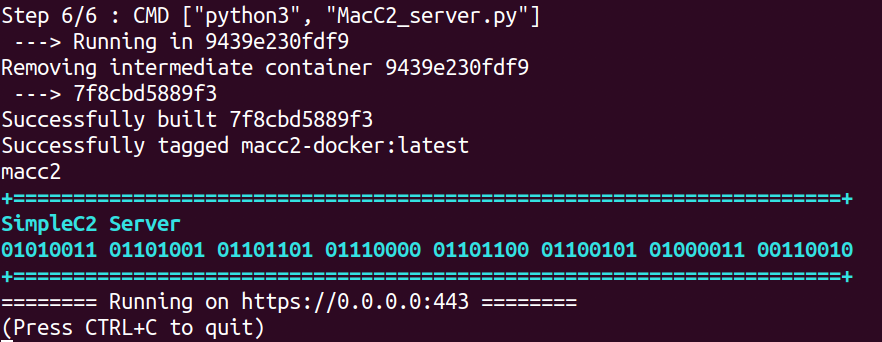 Step 6/6 : CMD ["python3", "MacC2_server.py"]
---> Running in 9439e230fdf9
Removing intermediate container 9439e230fdf9
---> 7f8cbd5889f3
Successfully built 7f8cbd5889f3
Successfully tagged macc2-docker:latest
macc2
+=====================================================================+
SimpleC2 Server
01010011 01101001 01101101 01110000 01101100 01100101 01000011 00110010
+=====================================================================+
======== Running on https://0.0.0.0:443 ========
(Press CTRL+C to quit)